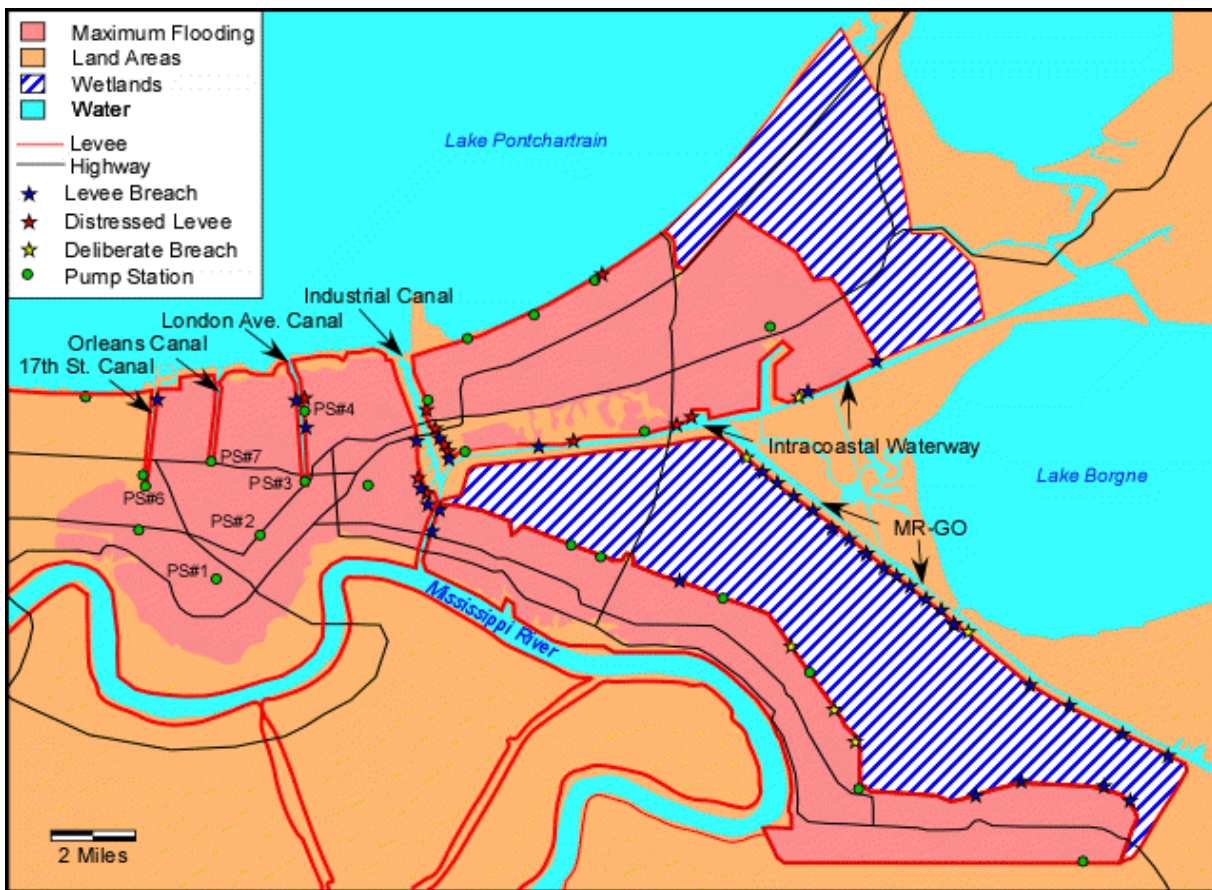 Maximum Flooding
Land Areas
Wetlands
Water
Levee
Highway
Levee Breach
Distressed Levee
Deliberate Breach
Pump Station
Lake Pontchartrain
Industrial Canal
London Ave. Canal
Orleans Canal
17th St. Canal
PS#4
PS#7
PS#6
PS#3
PS#2
PS#1
Intracoastal Waterway
Lake Borgne
MR-GO
Mississippi River
2 Miles